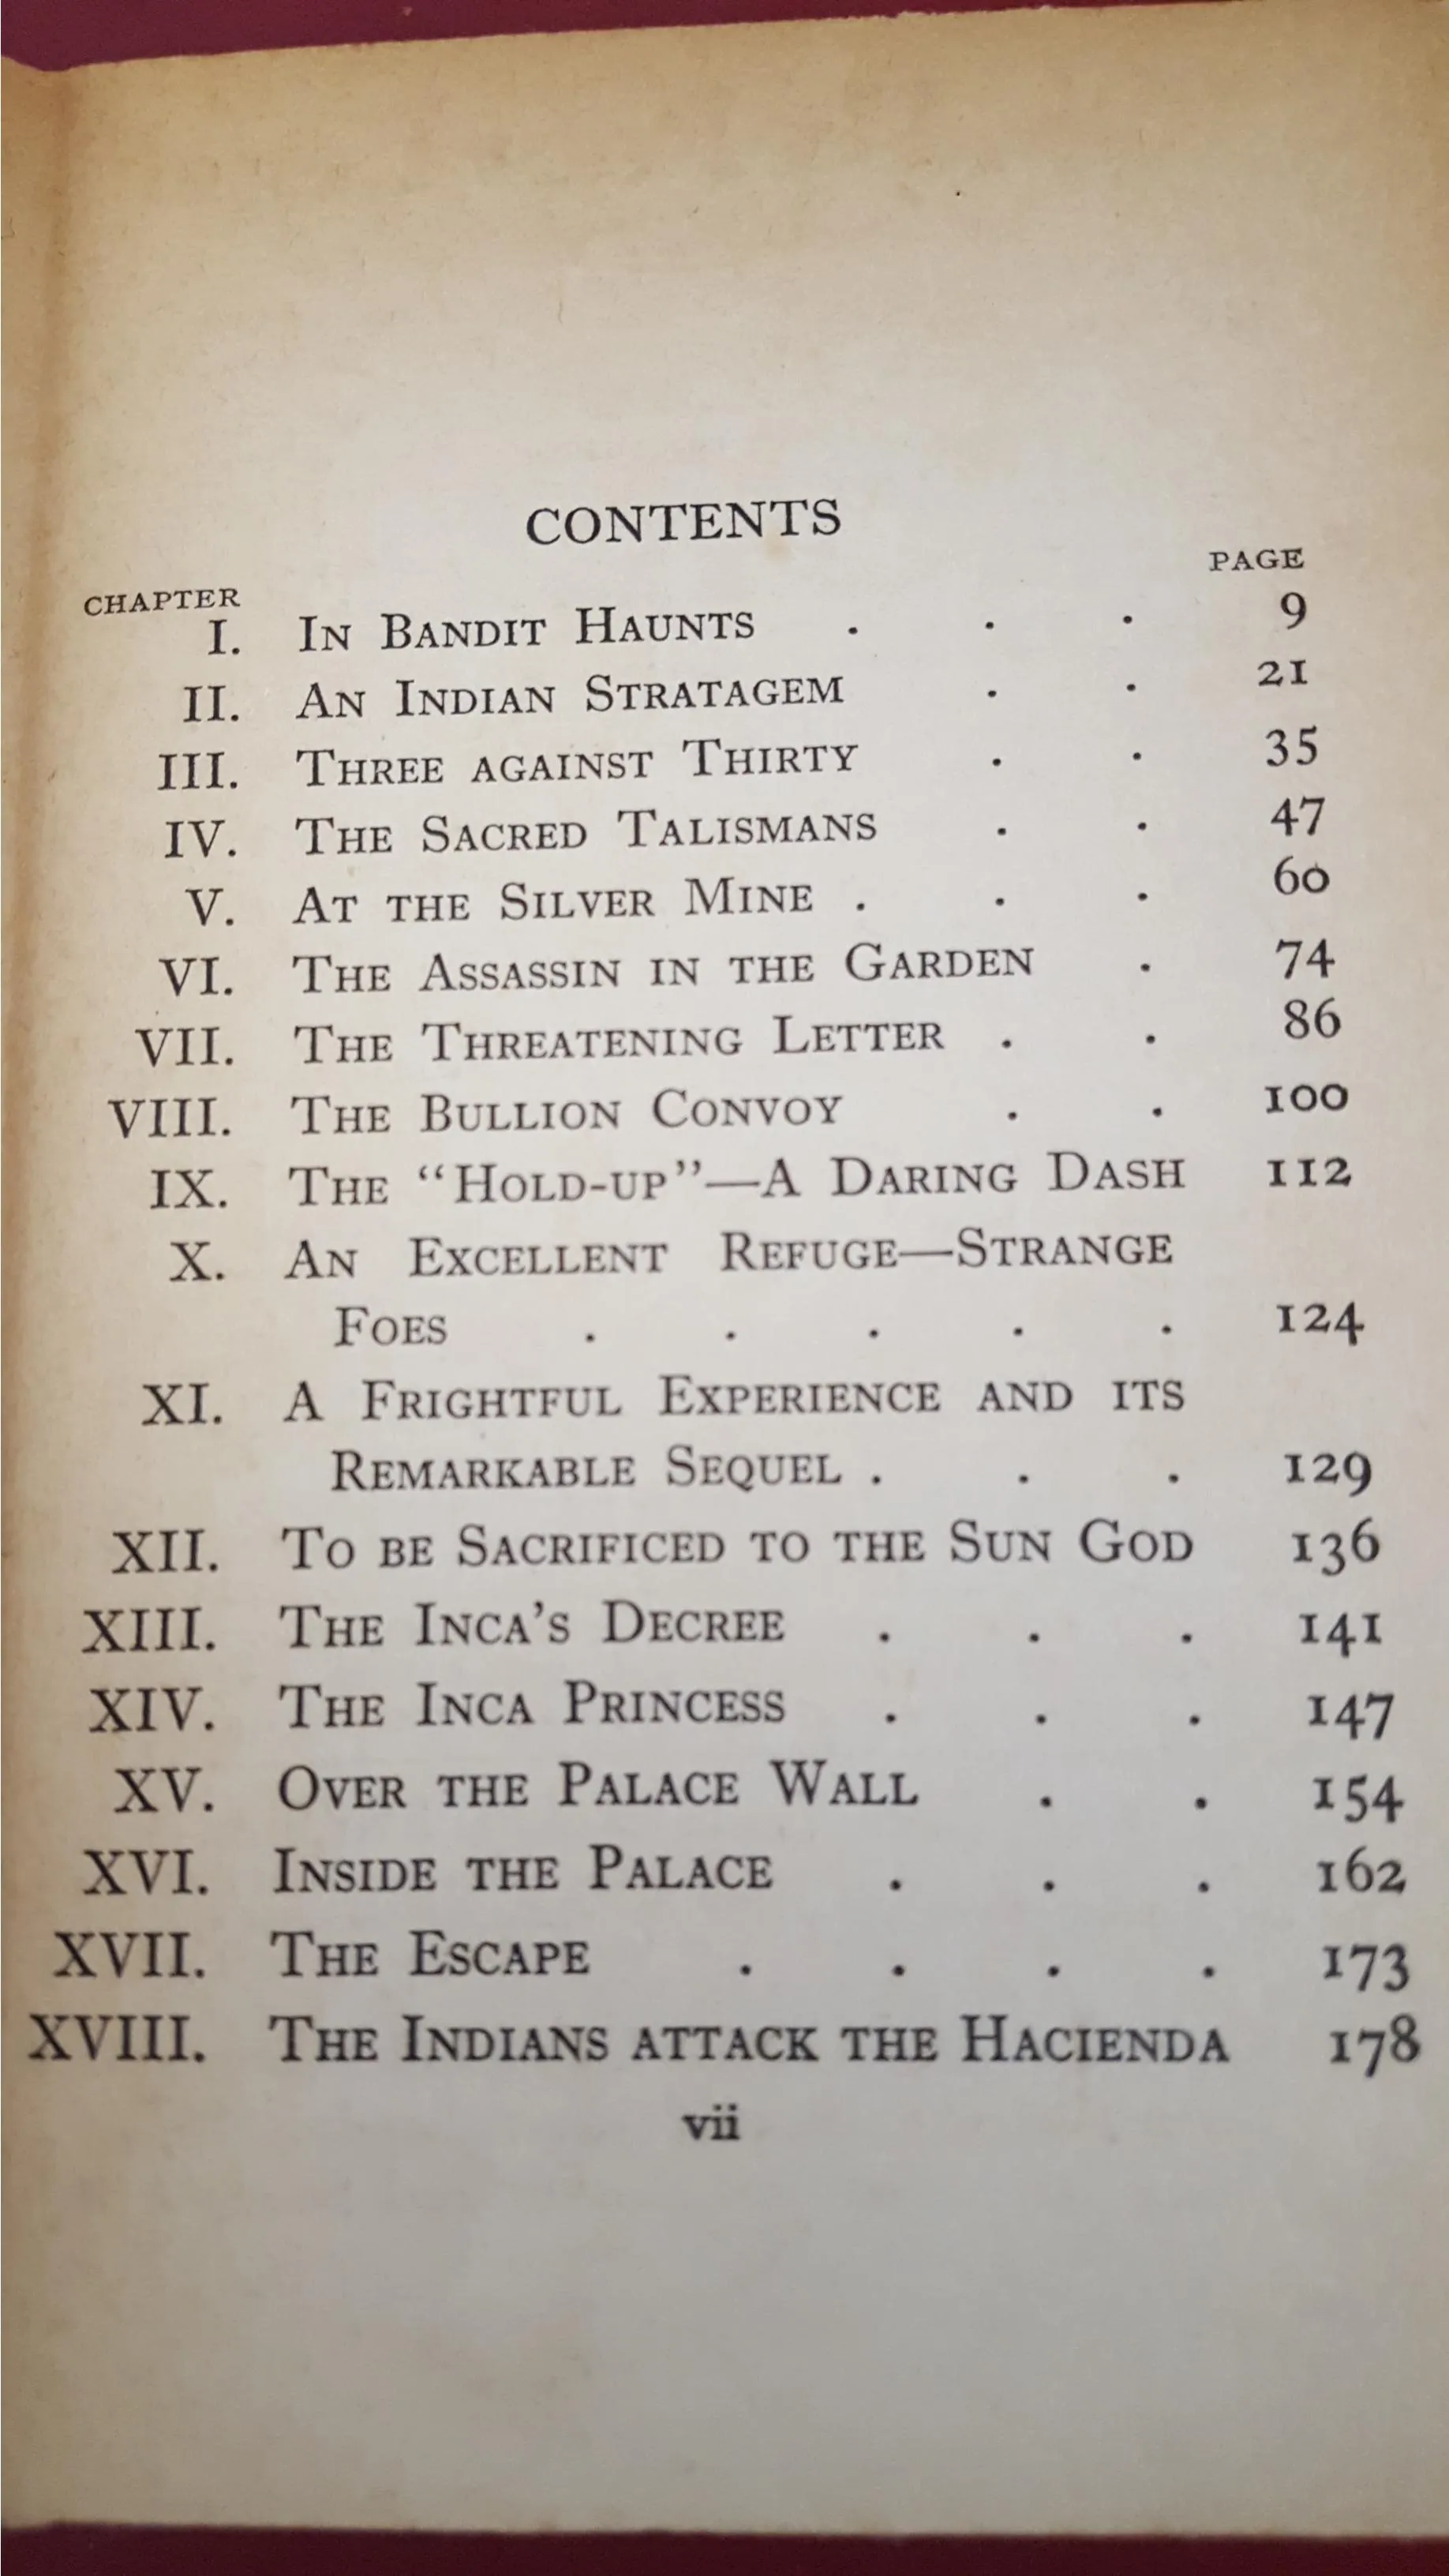 CONTENTS
CHAPTER PAGE
I. IN BANDIT HAUNTS . . . 9
II. AN INDIAN STRATAGEM . . 21
III. THREE AGAINST THIRTY . . 35
IV. THE SACRED TALISMANS . . 47
V. AT THE SILVER MINE . . . 60
VI. THE ASSASSIN IN THE GARDEN . 74
VII. THE THREATENING LETTER . . 86
VIII. THE BULLION CONVOY . . 100
IX. THE “HOLD-UP”—A DARING DASH 112
X. AN EXCELLENT REFUGE—STRANGE
FOES . . . . . 124
XI. A FRIGHTFUL EXPERIENCE AND ITS
REMARKABLE SEQUEL . . . 129
XII. TO BE SACRIFICED TO THE SUN GOD 136
XIII. THE INCA’S DECREE . . . 141
XIV. THE INCA PRINCESS . . . 147
XV. OVER THE PALACE WALL . . 154
XVI. INSIDE THE PALACE . . . 162
XVII. THE ESCAPE . . . . 173
XVIII. THE INDIANS ATTACK THE HACIENDA 178
vii